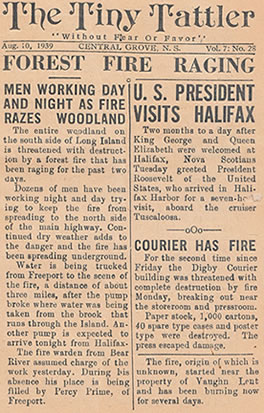 The Tiny Tattler
"Without Fear Or Favor"
Aug. 10, 1939 CENTRAL GROVE, N. S. Vol. 7: No. 28
FOREST FIRE RAGING
MEN WORKING DAY
AND NIGHT AS FIRE
RAZES WOODLAND
The entire woodland on
the south side of Long Island
is threatened with destruct-
ion by a forest fire that has
been raging for the past two
days.
Dozens of men have been
working night and day try-
ing to keep the fire from
spreading to the north side
of the main highway. Con-
tinued dry weather adds to
the danger and the fire has
been spreading underground.
Water is being trucked
from Freeport to the scene of
the fire, a distance of about
three miles, after the pump
broke where water was being
taken from the brook that
runs through the Island. An-
other pump is expected to
arrive tonight from Halifax.
The fire warden from Bear
River assumed charge of the
work yesterday. During his
absence his place is being
filled by Percy Prime, of
Freeport.
U. S. PRESIDENT
VISITS HALIFAX
Two months to a day after
King George and Queen
Elizabeth were welcomed at
Halifax, Nova Scotians
Tuesday greeted President
Roosevelt of the United
States, who arrived in Hali-
fax Harbor for a seven-ho
visit, aboard the cruiser
Tuscaloosa.
oOo
COURIER HAS FIRE
For the second time since
Friday the Digby Courier
building was threatened with
complete destruction by fire
Monday, breaking out near
the storeroom and pressroom.
Paper stock, 1,000 cartons,
40 spare type cases and poster
type were destroyed. The
press escaped damage.
The fire, origin of which is
unknown, started near the
property of Vaughn Lent
and has been burning now
for several days.